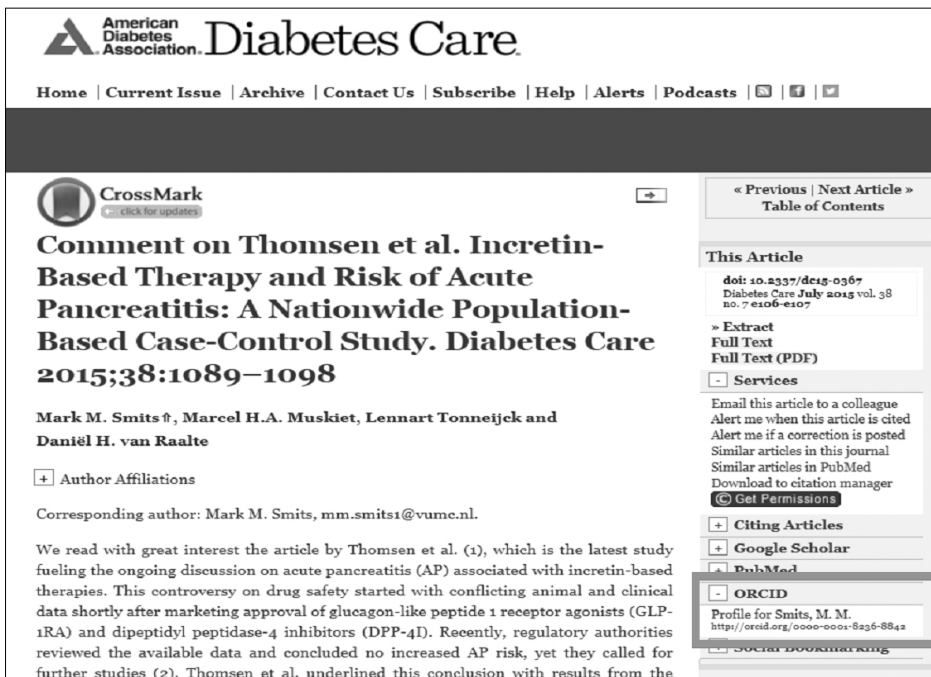 American
Diabetes
Association. Diabetes Care.
Home | Current Issue | Archive | Contact Us | Subscribe | Help | Alerts | Podcasts | | |
CrossMark
click for updates
Comment on Thomsen et al. Incretin-
Based Therapy and Risk of Acute
Pancreatitis: A Nationwide Population-
Based Case-Control Study. Diabetes Care
2015;38:1089–1098
Mark M. Smits⇑, Marcel H.A. Muskiet, Lennart Tonneijck and
Daniël H. van Raalte
+ Author Affiliations
Corresponding author: Mark M. Smits, mm.smits1@vumc.nl.
We read with great interest the article by Thomsen et al. (1), which is the latest study
fueling the ongoing discussion on acute pancreatitis (AP) associated with incretin-based
therapies. This controversy on drug safety started with conflicting animal and clinical
data shortly after marketing approval of glucagon-like peptide 1 receptor agonists (GLP-
1RA) and dipeptidyl peptidase-4 inhibitors (DPP-4I). Recently, regulatory authorities
reviewed the available data and concluded no increased AP risk, yet they called for
further studies (2). Thomsen et al. underlined this conclusion with results from the
« Previous | Next Article »
Table of Contents
This Article
doi: 10.2337/dc15-0367
Diabetes Care July 2015 vol. 38
no. 7 e106-e107
» Extract
Full Text
Full Text (PDF)
- Services
Email this article to a colleague
Alert me when this article is cited
Alert me if a correction is posted
Similar articles in this journal
Similar articles in PubMed
Download to citation manager
© Get Permissions
+ Citing Articles
+ Google Scholar
+ PubMed
- ORCID
Profile for Smits, M. M.
http://orcid.org/0000-0001-8236-8842
+ Social Bookmarking